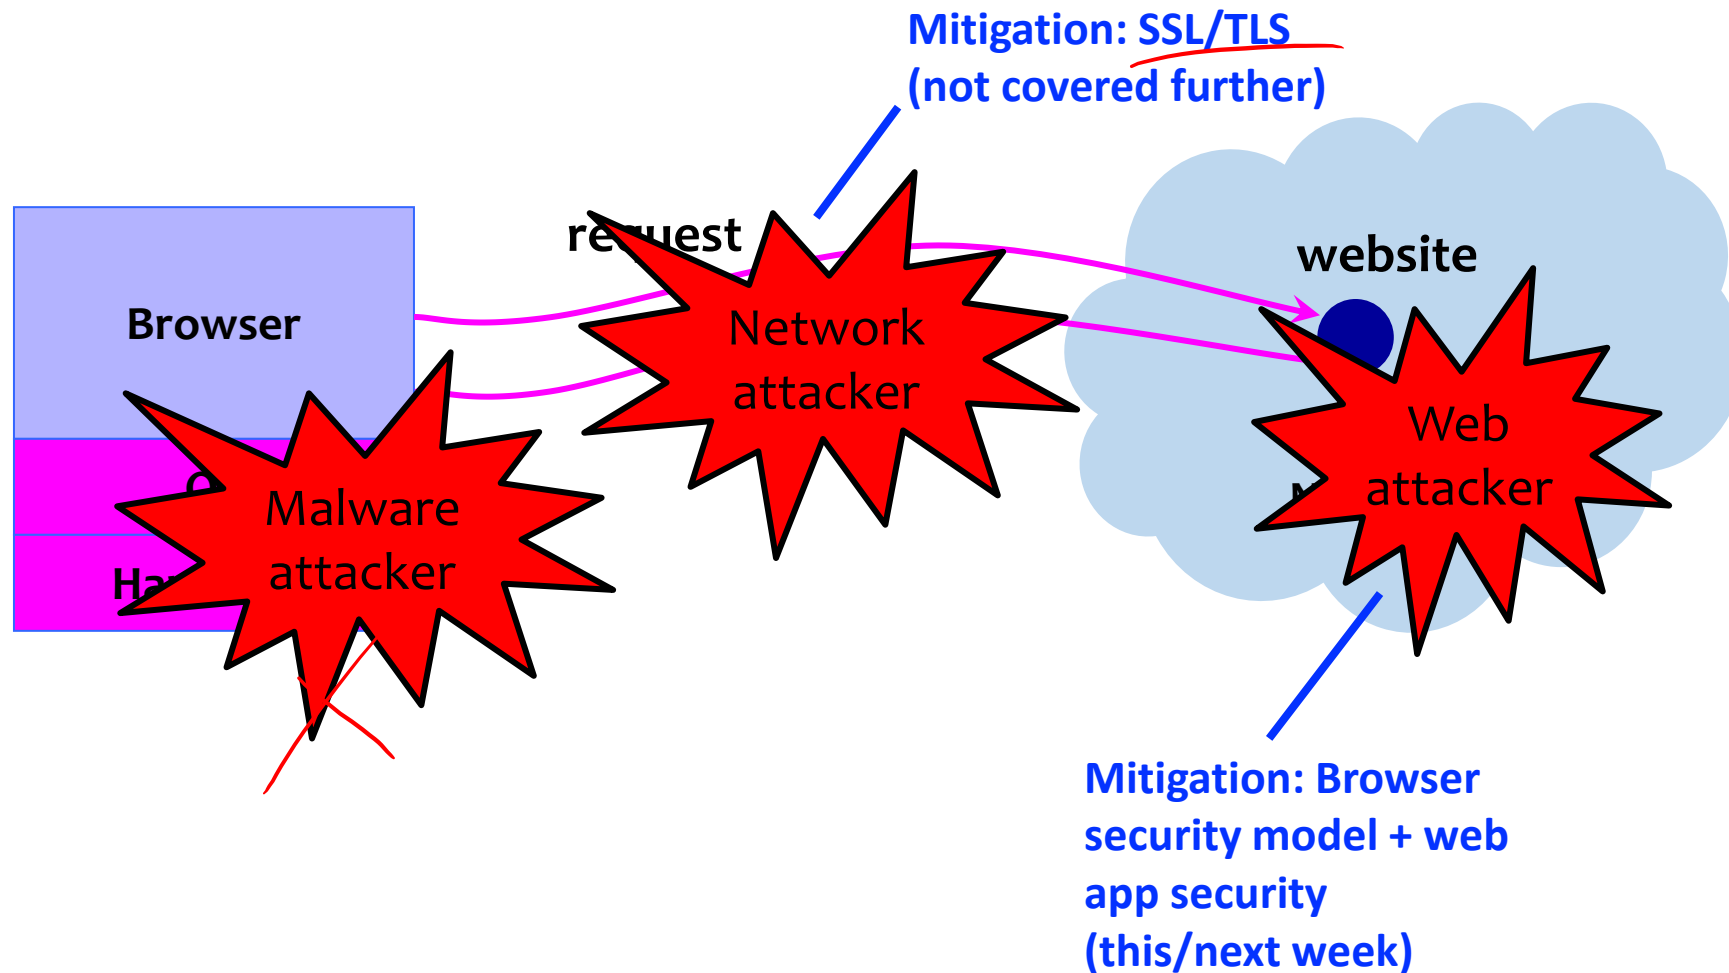 Mitigation: SSL/TLS
(not covered further)
request
website
Browser
Network
attacker
Web
attacker
Malware
attacker
Mitigation: Browser
security model + web
app security
(this/next week)